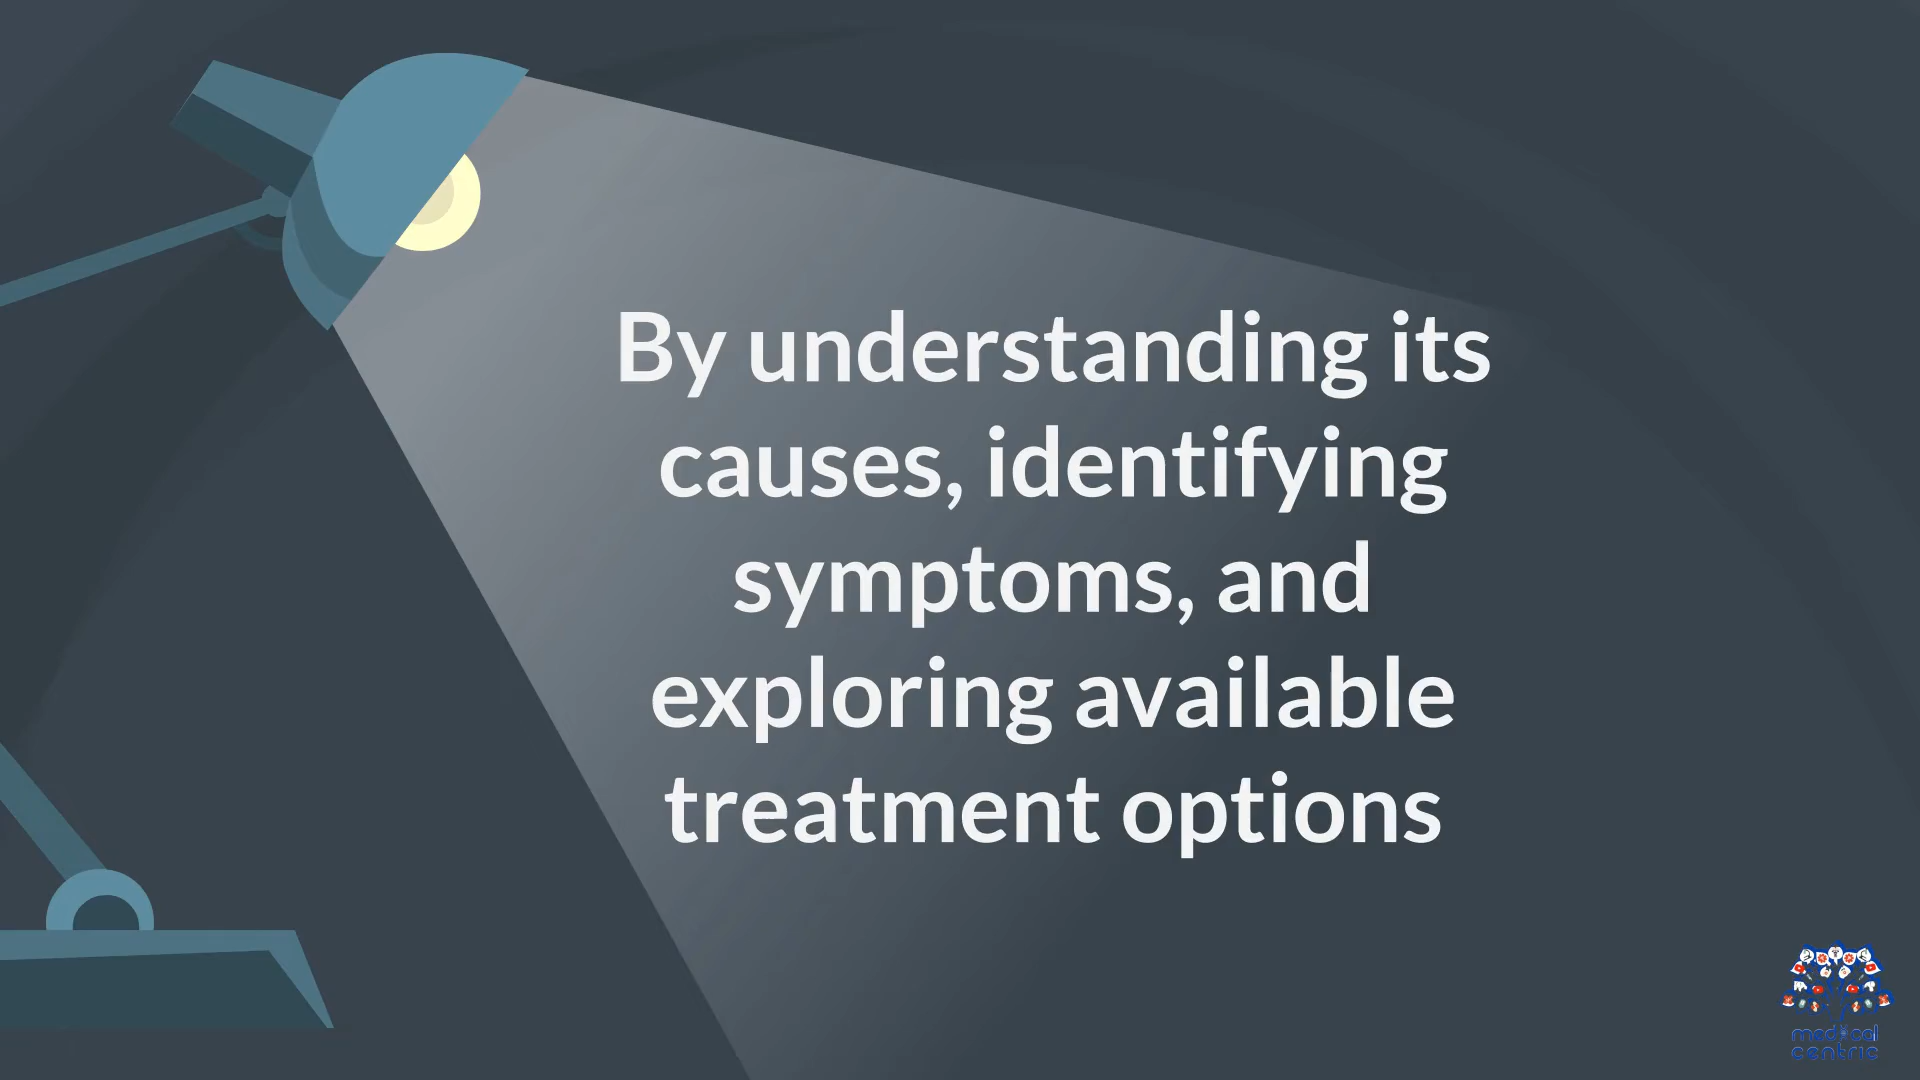 By understanding its
causes, identifying
symptoms, and
exploring available
treatment options
medical
centric